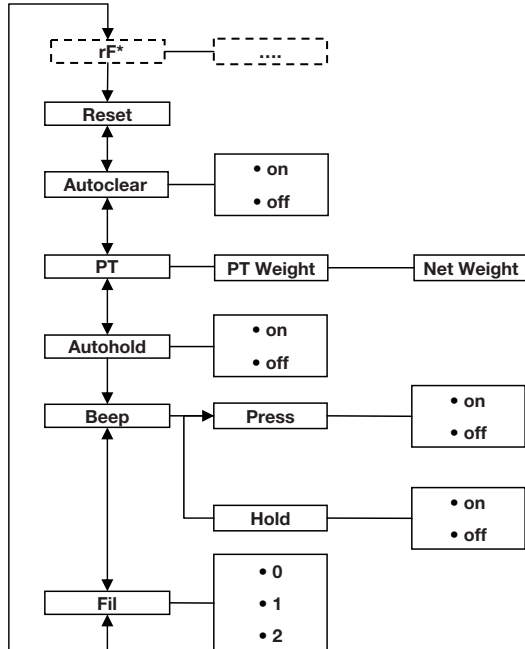 rF*
....
Reset
Autoclear
• on
• off
PT
PT Weight
Net Weight
Autohold
• on
• off
Beep
Press
• on
• off
Hold
• on
• off
Fil
• 0
• 1
• 2